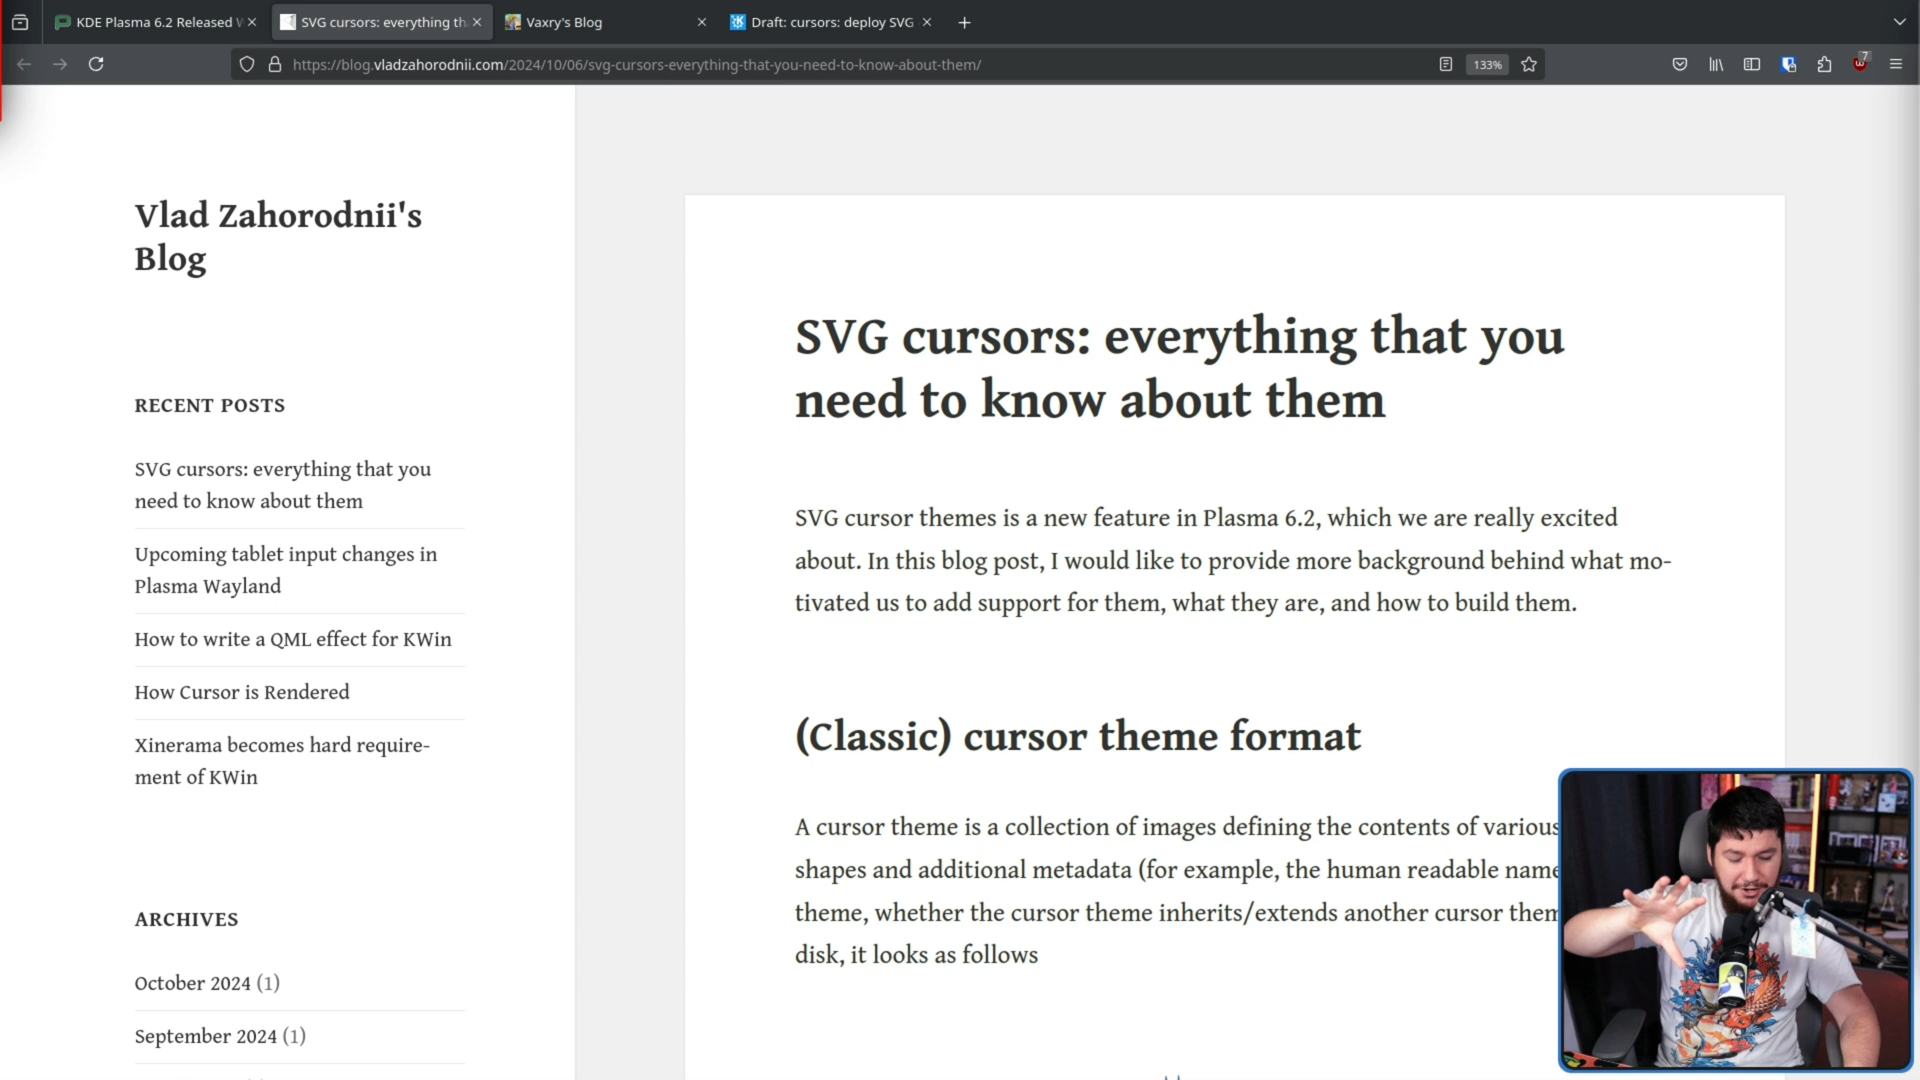 KDE Plasma 6.2 Released
SVG cursors: everything th
Vaxry's Blog
Draft: cursors: deploy SVG
https://blog.vladzahorodnii.com/2024/10/06/svg-cursors-everything-that-you-need-to-know-about-them/
133%
7
Vlad Zahorodnii's
Blog
RECENT POSTS
SVG cursors: everything that you
need to know about them
Upcoming tablet input changes in
Plasma Wayland
How to write a QML effect for KWin
How Cursor is Rendered
Xinerama becomes hard require-
ment of KWin
ARCHIVES
October 2024 (1)
September 2024 (1)
SVG cursors: everything that you
need to know about them
SVG cursor themes is a new feature in Plasma 6.2, which we are really excited
about. In this blog post, I would like to provide more background behind what mo-
tivated us to add support for them, what they are, and how to build them.
(Classic) cursor theme format
A cursor theme is a collection of images defining the contents of various
shapes and additional metadata (for example, the human readable name
theme, whether the cursor theme inherits/extends another cursor them
disk, it looks as follows